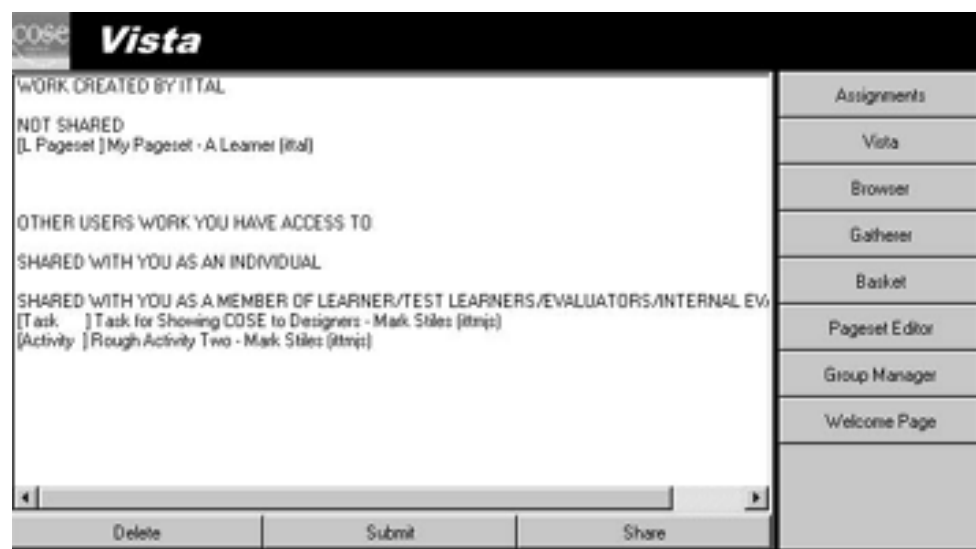 cose
Vista
WORK CREATED BY ITTAL
NOT SHARED
[L Pageset ] My Pageset - A Learner (ittal)
OTHER USERS WORK YOU HAVE ACCESS TO
SHARED WITH YOU AS AN INDIVIDUAL
SHARED WITH YOU AS A MEMBER OF LEARNER/TEST LEARNERS/EVALUATORS/INTERNAL EV
[Task ] Task for Showing COSE to Designers - Mark Stiles (ittmjs)
[Activity ] Rough Activity Two - Mark Stiles (ittmjs)
Assignments
Vista
Browser
Gatherer
Basket
Pageset Editor
Group Manager
Welcome Page
Delete
Submit
Share